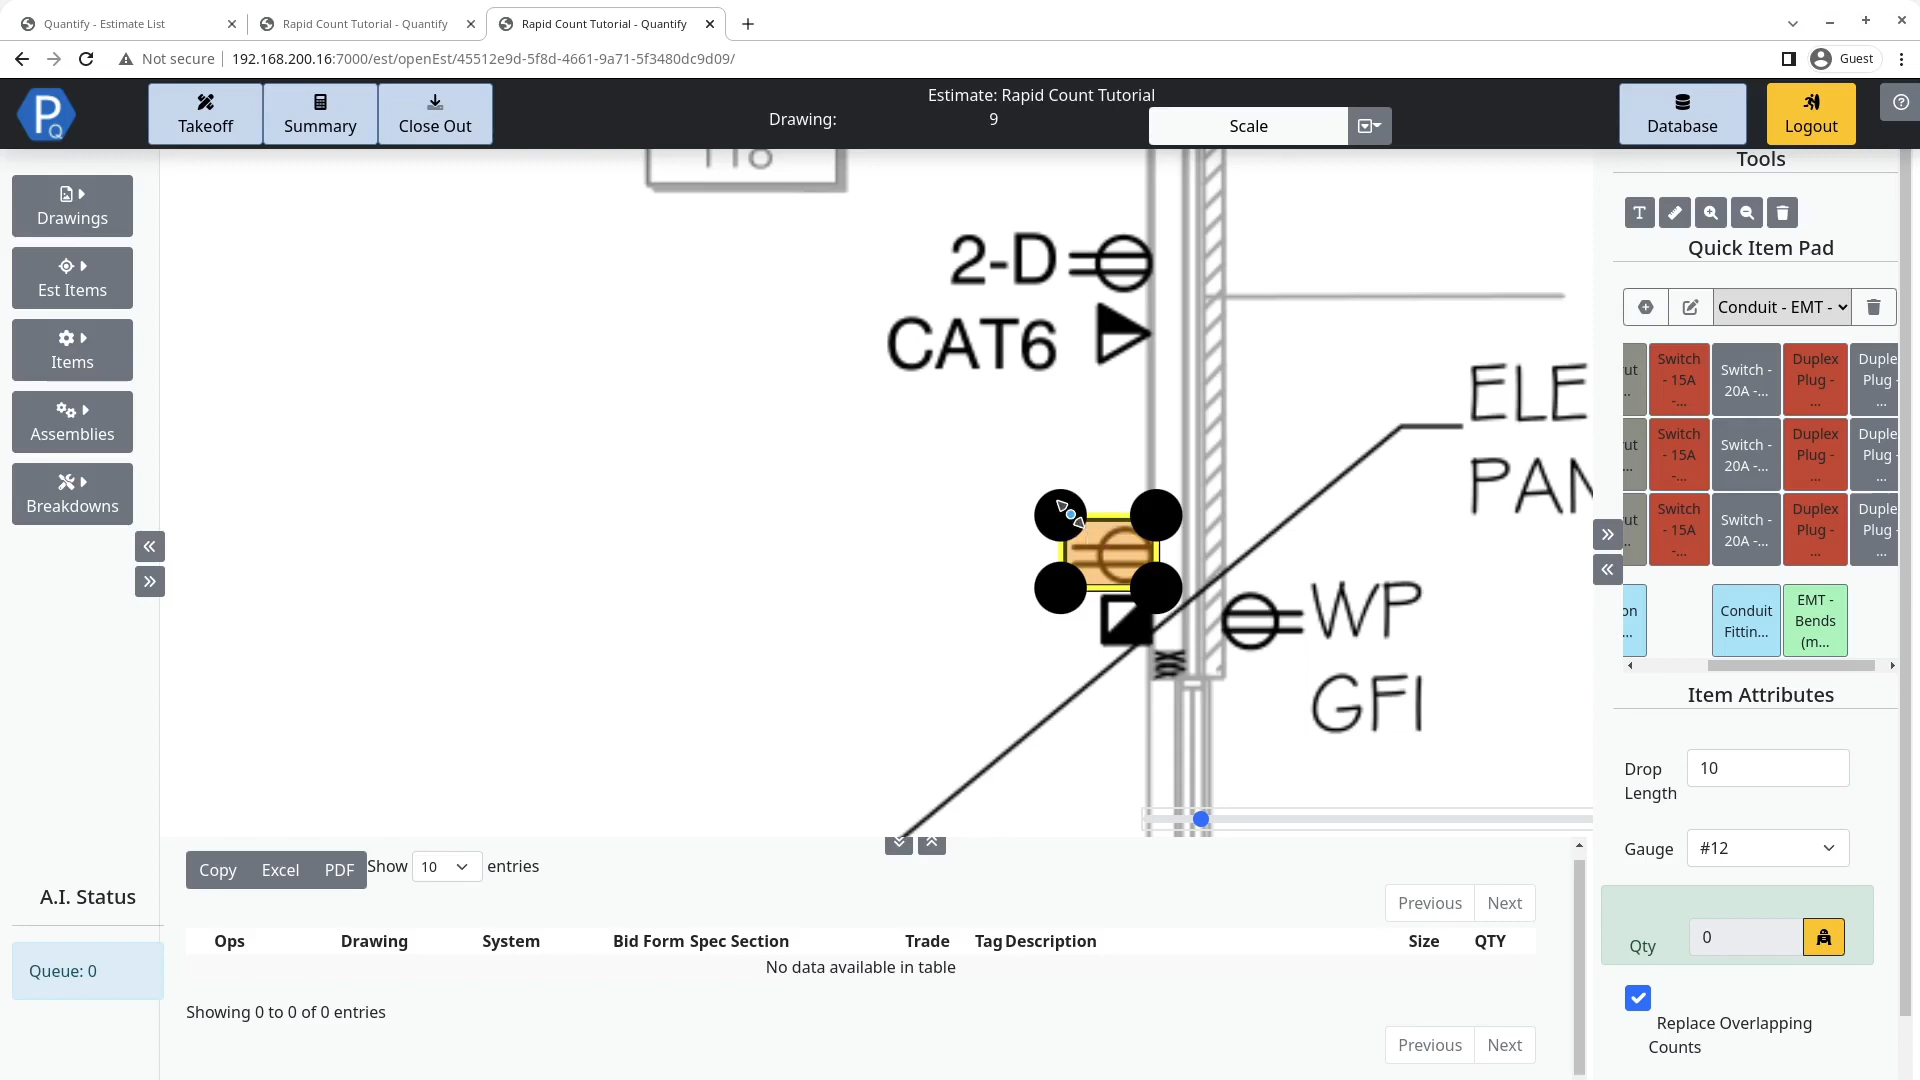 Quantify - Estimate List
Rapid Count Tutorial - Quantify
Rapid Count Tutorial - Quantify
Not secure
192.168.200.16:7000/est/openEst/45512e9d-5f8d-4661-9a71-5f3480dc9d09/
Guest
PQ
Takeoff
Summary
Close Out
Estimate: Rapid Count Tutorial
Drawing: 9
Scale
Database
Logout
Drawings
Est Items
Items
Assemblies
Breakdowns
A.I. Status
Queue: 0
118
2-D
CAT6
ELE
PAN
WP
GFI
Tools
Quick Item Pad
Conduit - EMT -
ut
..
Switch
- 15A
-...
Switch -
20A -...
Duplex
Plug -
...
Duple
Plug -
...
ut
...
Switch
- 15A
-...
Switch -
20A -...
Duplex
Plug -
...
Duple
Plug -
...
ut
...
Switch
- 15A
-...
Switch -
20A -...
Duplex
Plug -
...
Duple
Plug -
...
on
...
Conduit
Fittin...
EMT -
Bends
(m...
Item Attributes
Drop
Length
10
Gauge
#12
Qty
0
Replace Overlapping
Counts
Copy
Excel
PDF
Show 10 entries
Previous
Next
Ops Drawing System Bid Form Spec Section Trade Tag Description Size QTY
No data available in table
Showing 0 to 0 of 0 entries
Previous
Next